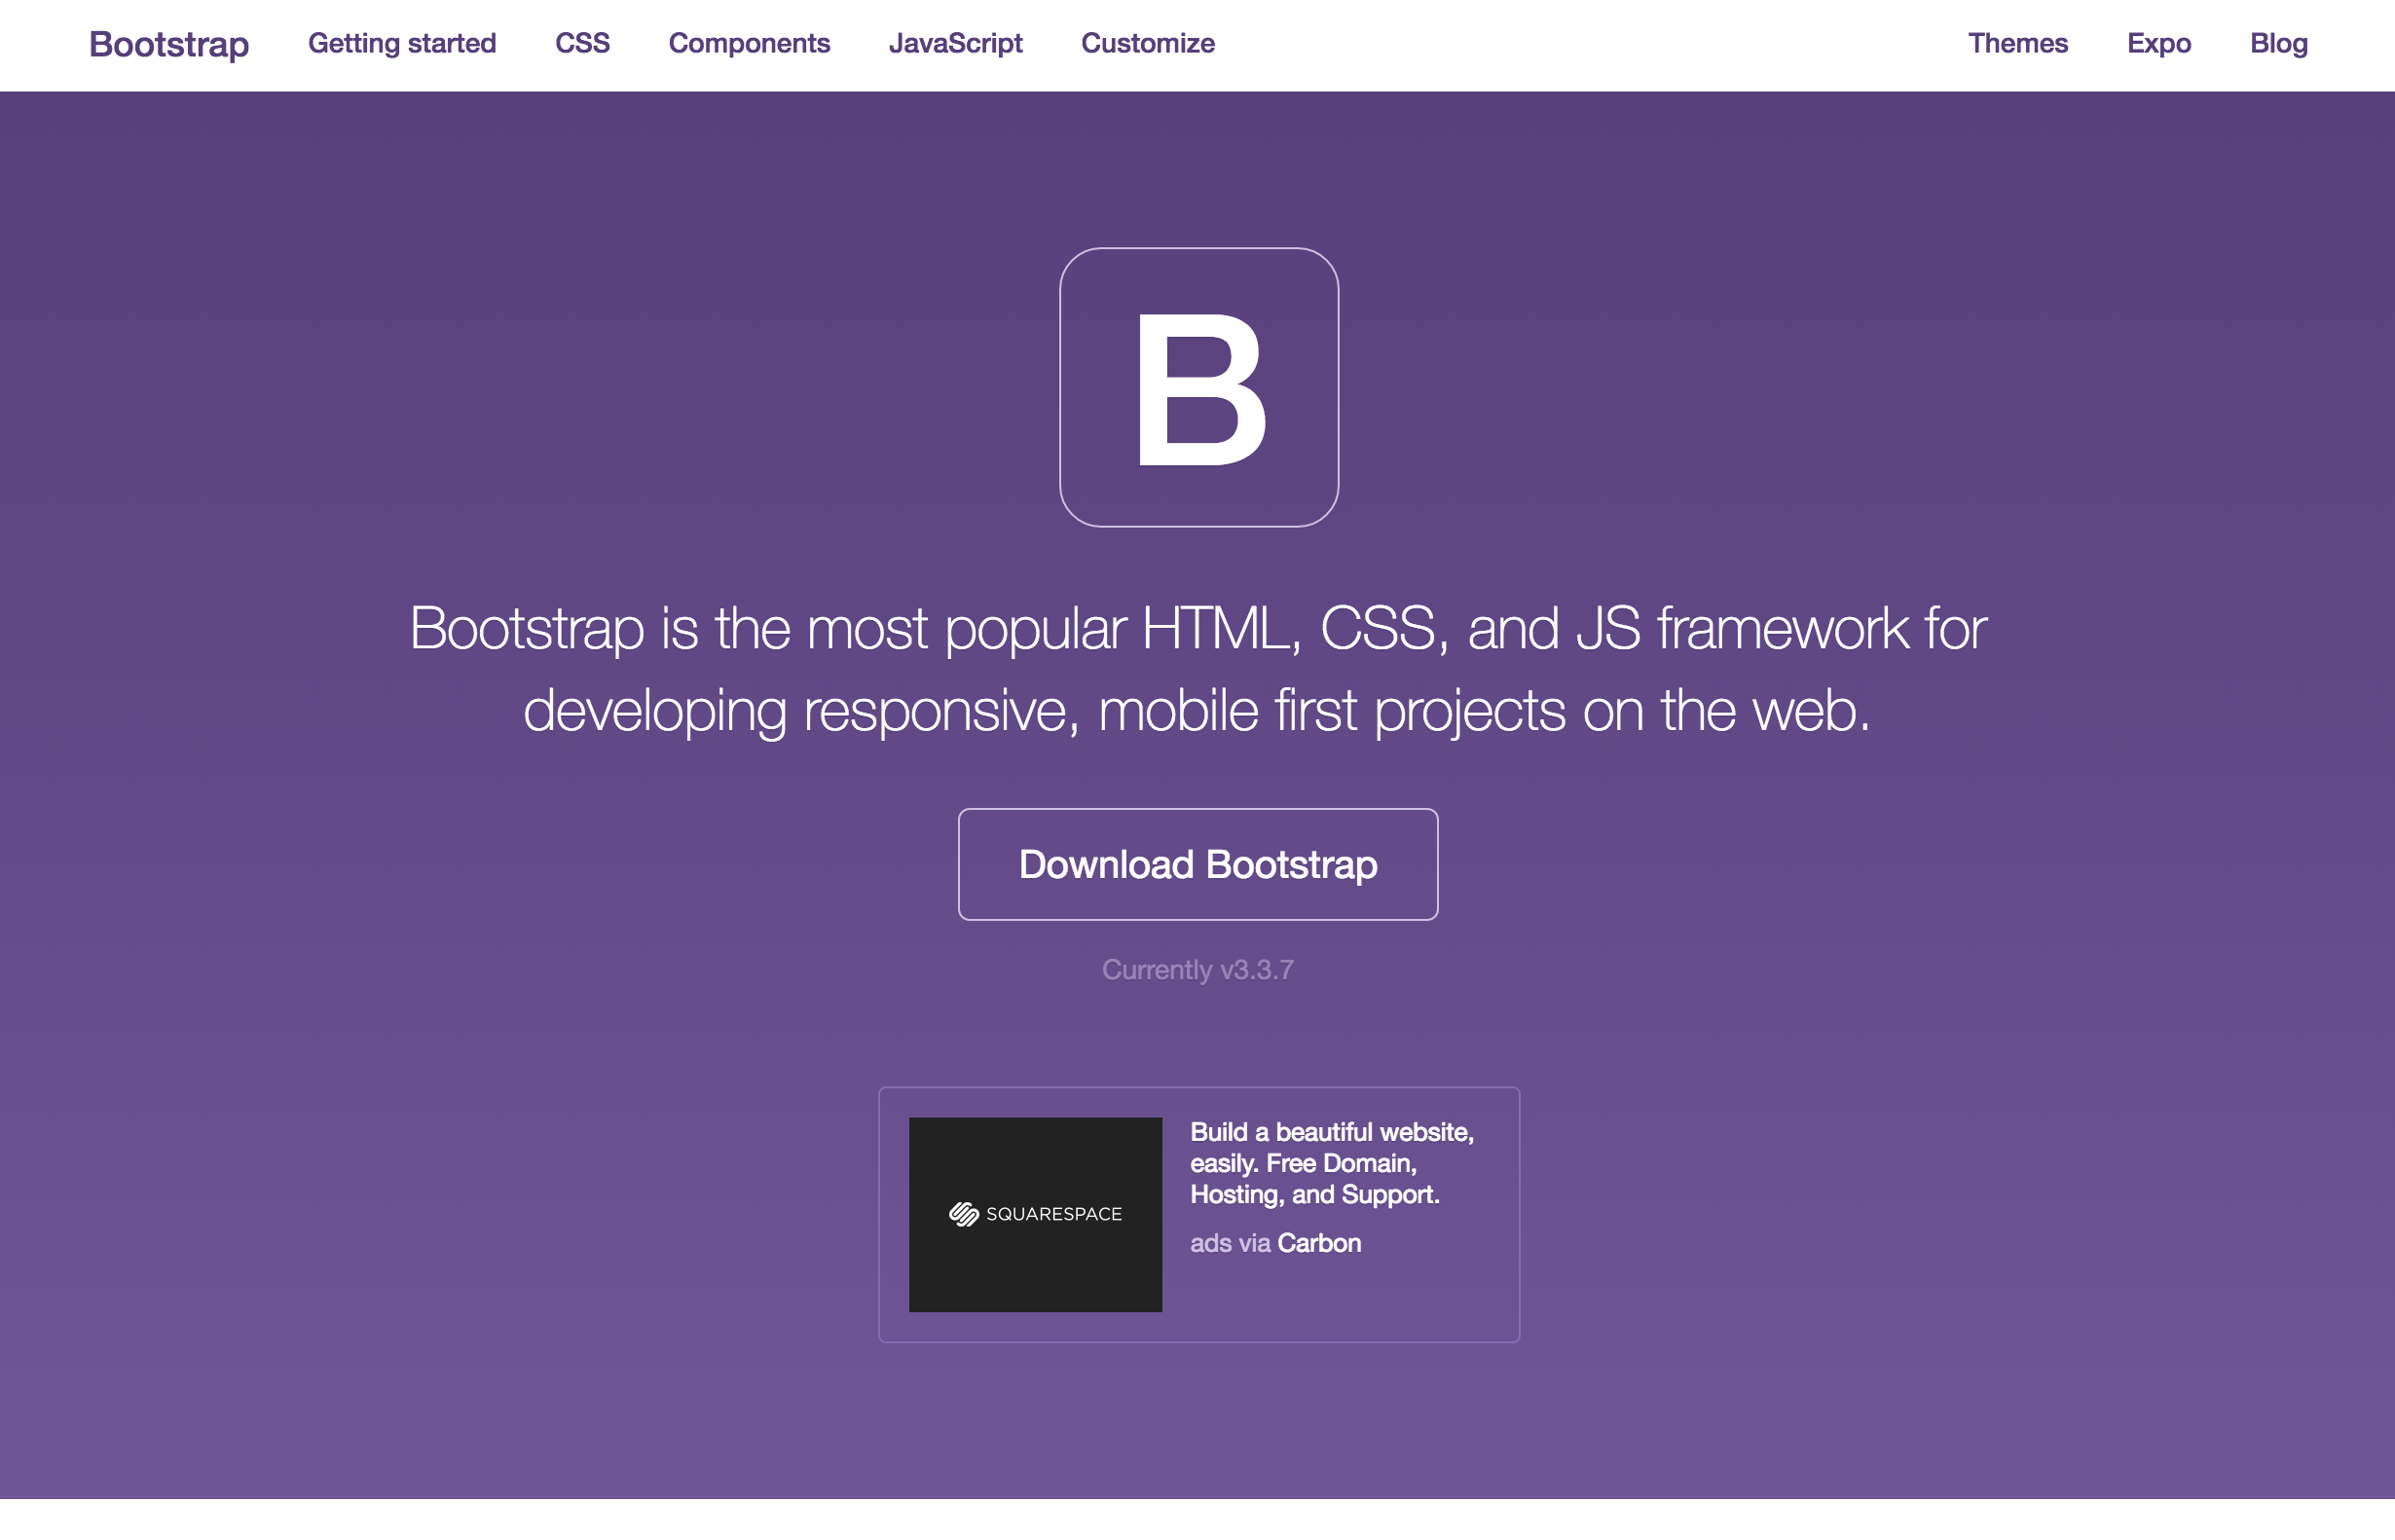 Bootstrap Getting started CSS Components JavaScript Customize Themes Expo Blog
B
Bootstrap is the most popular HTML, CSS, and JS framework for
developing responsive, mobile first projects on the web.
Download Bootstrap
Currently v3.3.7
SQUARESPACE
Build a beautiful website,
easily. Free Domain,
Hosting, and Support.
ads via Carbon